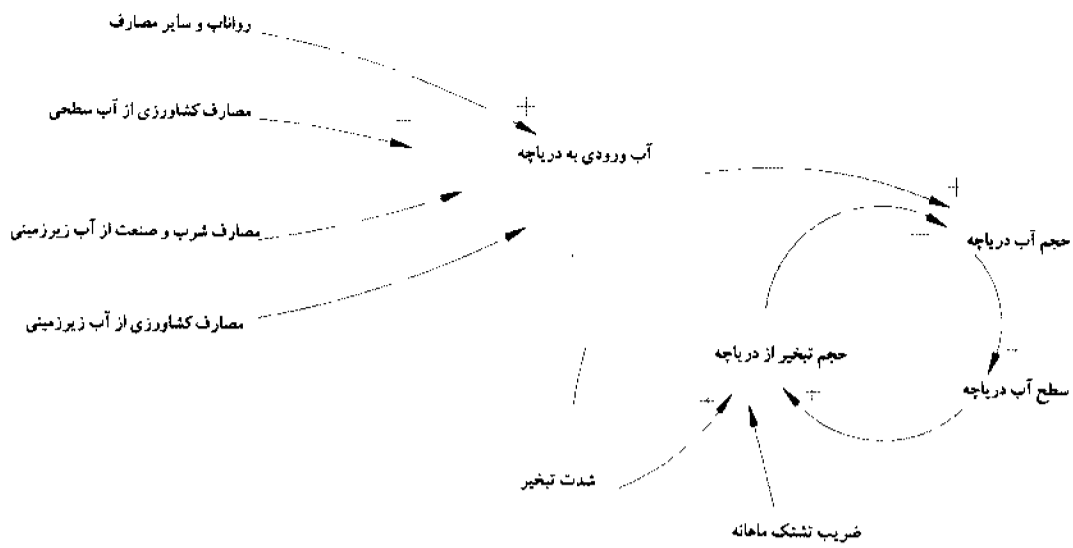 رواناب و سایر مصارف
مصارف کشاورزی از آب سطحی
آب ورودی به دریاچه
مصارف شرب و صنعت از آب زیرزمینی
حجم آب دریاچه
مصارف کشاورزی از آب زیرزمینی
حجم تبخیر از دریاچه
سطح آب دریاچه
شدت تبخیر
ضریب تشتک ماهانه